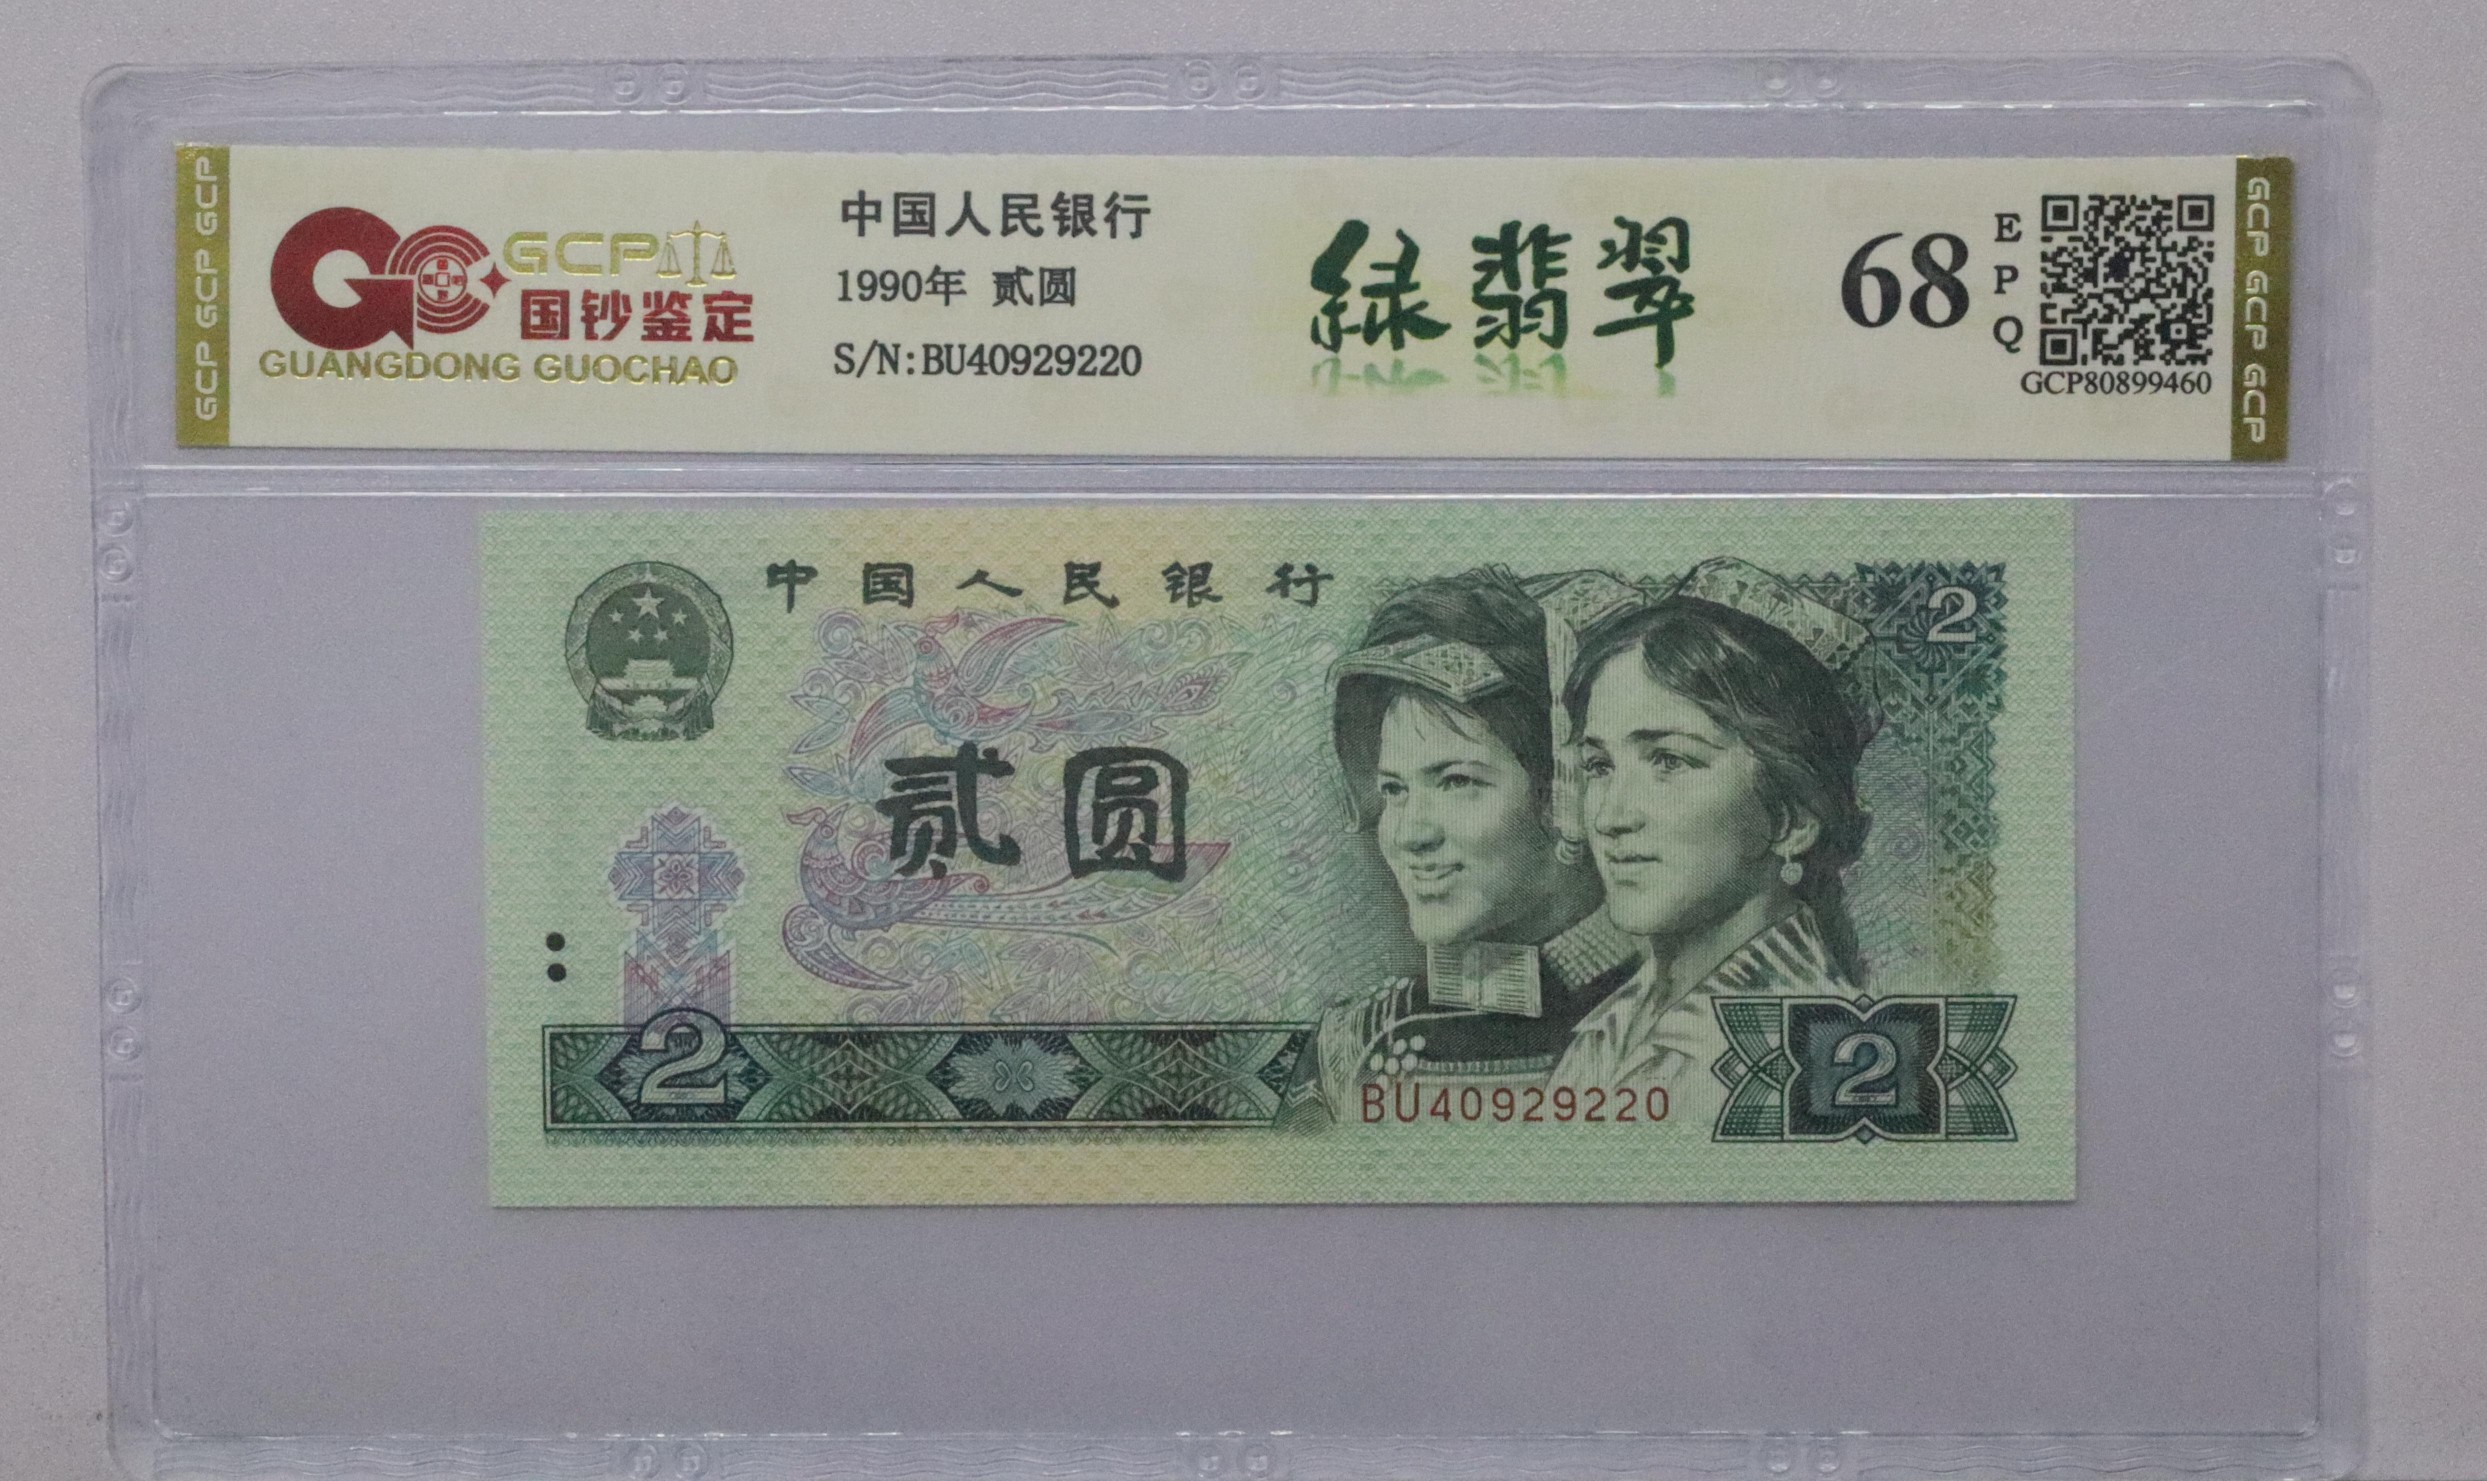 GCP GCP GCP
GCP
国钞鉴定
GUANGDONG GUOCHAO
中国人民银行
1990年 贰圆
S/N:BU40929220
绿翡翠
68
E
P
Q
GCP80899460
GCP GCP GCP
中国人民银行
2
贰圆
2
BU40929220
2